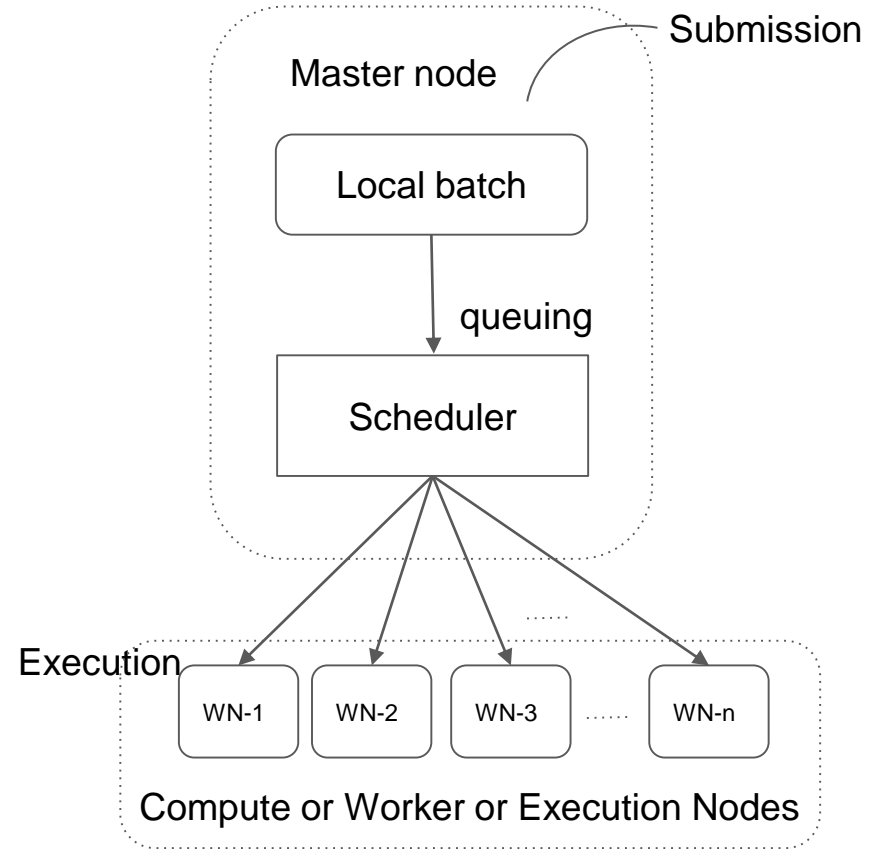 Submission
Master node
Local batch
queuing
Scheduler
......
Execution
WN-1
WN-2
WN-3
......
WN-n
Compute or Worker or Execution Nodes